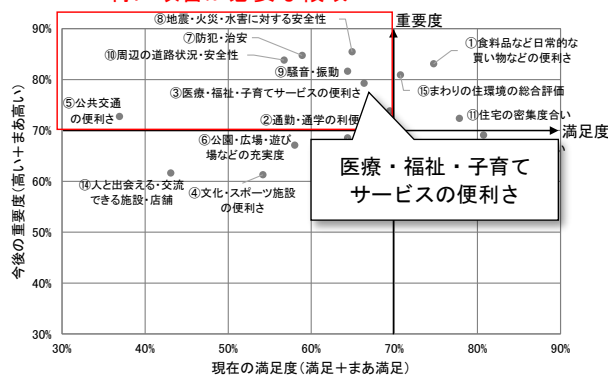 重要度
満足度
⑧地震・火災・水害に対する安全性
⑦防犯・治安
⑩周辺の道路状況・安全性
⑨騒音・振動
③医療・福祉・子育てサービスの便利さ
②通勤・通学の利便
⑤公共交通
の便利さ
①食料品など日常的な
買い物などの便利さ
⑮まわりの住環境の総合評価
⑪住宅の密集度合い
⑥公園・広場・遊び
場などの充実度
⑭人と出会える・交流
できる施設・店舗
④文化・スポーツ施設
の便利さ
医療・福祉・子育て
サービスの便利さ
今後の重要度(高い+まあ高い)
90%
80%
70%
60%
50%
40%
30%
30%
40%
50%
60%
70%
80%
90%
現在の満足度(満足+まあ満足)